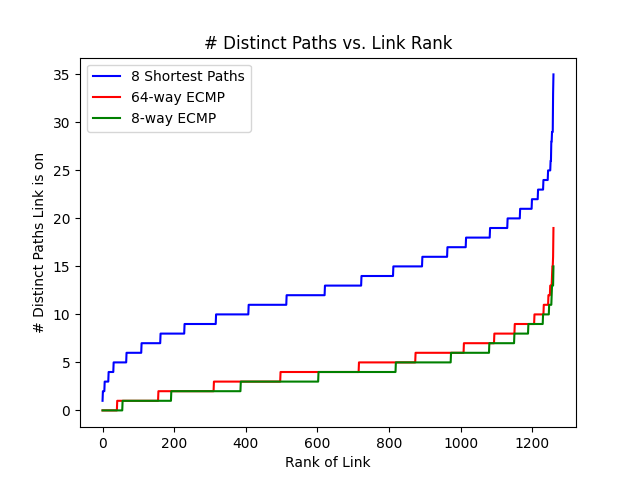 # Distinct Paths vs. Link Rank
8 Shortest Paths
64-way ECMP
8-way ECMP
# Distinct Paths Link is on
35
30
25
20
15
10
5
0
0 200 400 600 800 1000 1200
Rank of Link